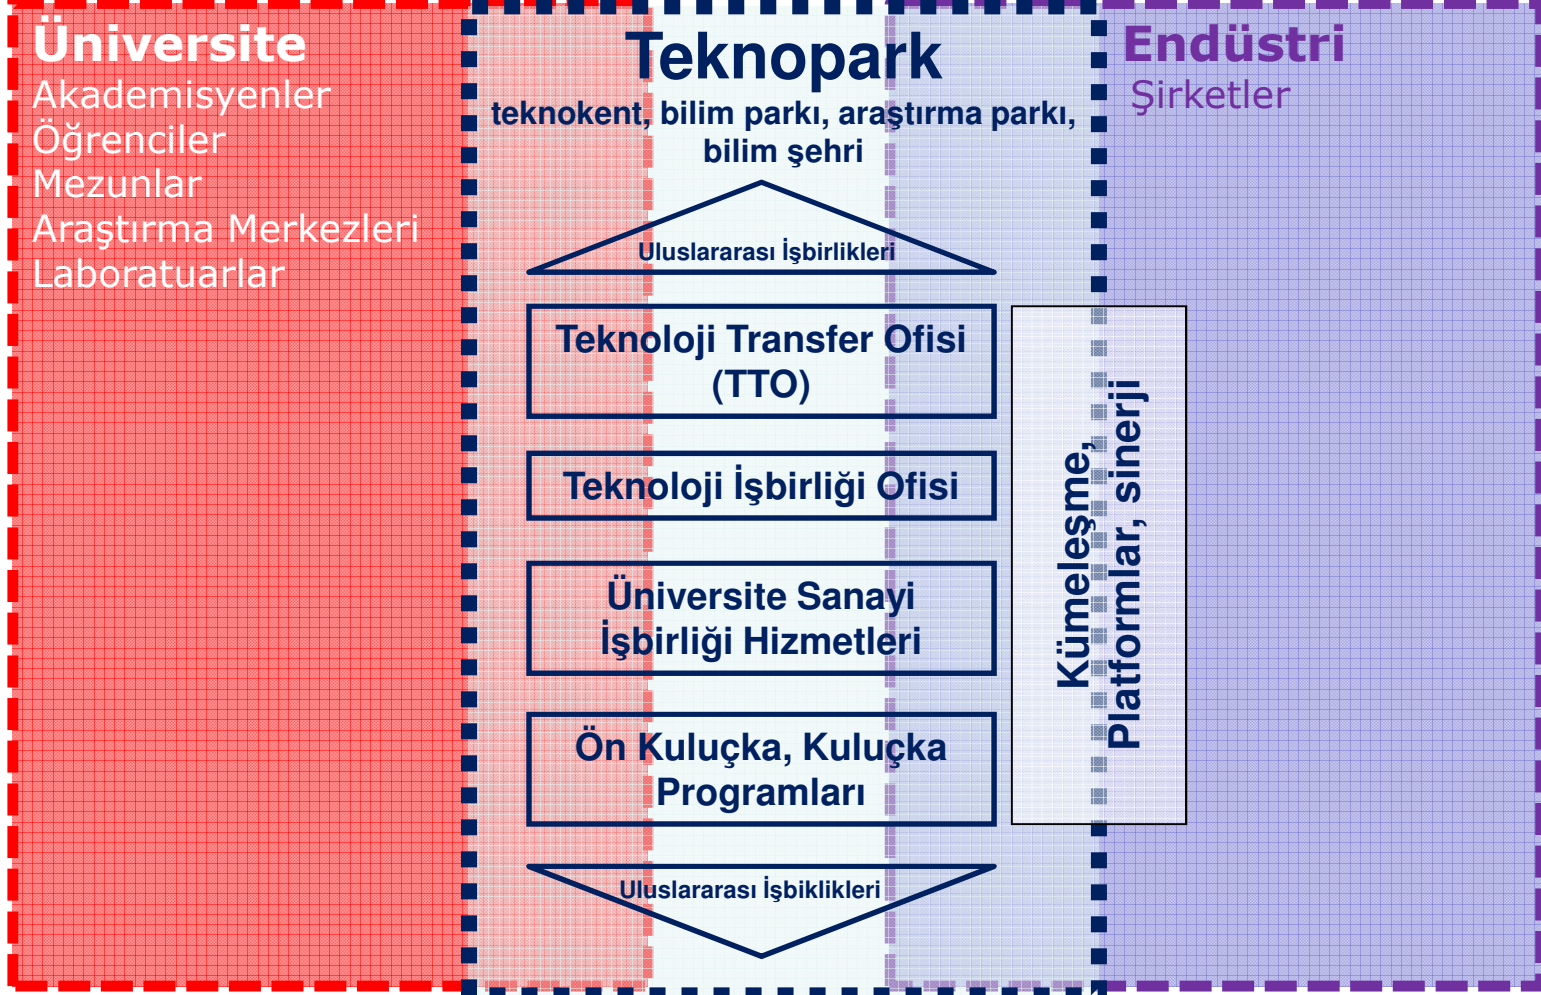 Üniversite
Akademisyenler
Öğrenciler
Mezunlar
Araştırma Merkezleri
Laboratuarlar
Teknopark
teknokent, bilim parkı, araştırma parkı,
bilim şehri
Uluslararası İşbirlikleri
Teknoloji Transfer Ofisi
(TTO)
Teknoloji İşbirliği Ofisi
Üniversite Sanayi
İşbirliği Hizmetleri
Ön Kuluçka, Kuluçka
Programları
Uluslararası İşbiklikleri
Kümeleşme,
Platformlar, sinerji
Endüstri
Şirketler